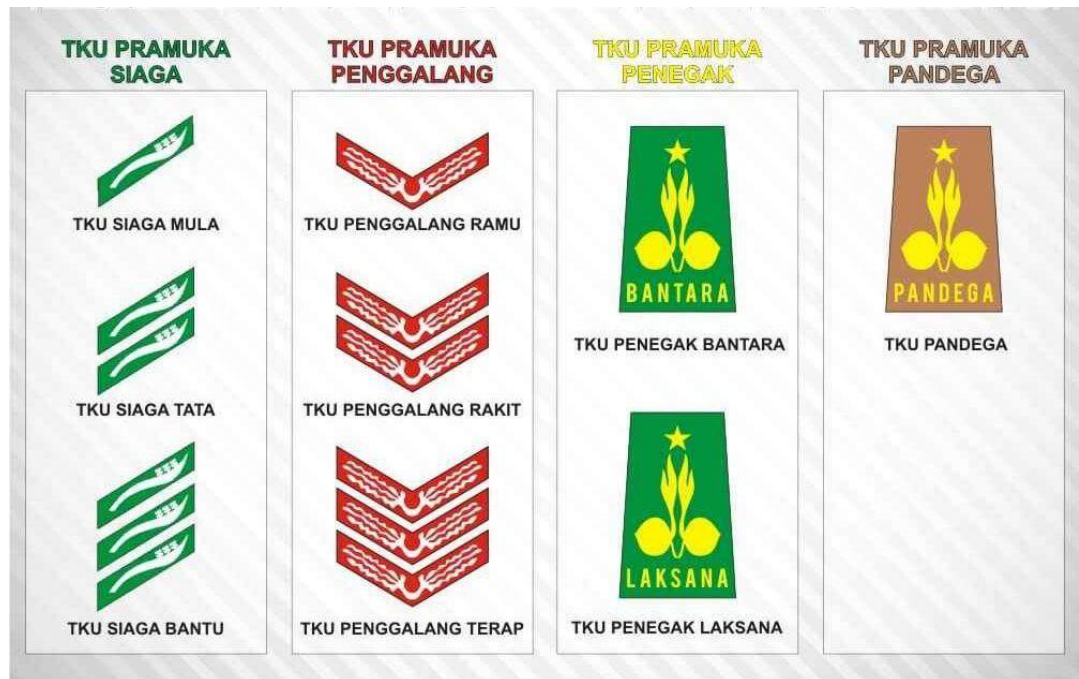 TKU PRAMUKA
SIAGA
TKU SIAGA MULA
TKU SIAGA TATA
TKU SIAGA BANTU
TKU PRAMUKA
PENGGALANG
TKU PENGGALANG RAMU
TKU PENGGALANG RAKIT
TKU PENGGALANG TERAP
TKU PRAMUKA
PENEGAK
BANTARA
TKU PENEGAK BANTARA
LAKSANA
TKU PENEGAK LAKSANA
TKU PRAMUKA
PANDEGA
PANDEGA
TKU PANDEGA